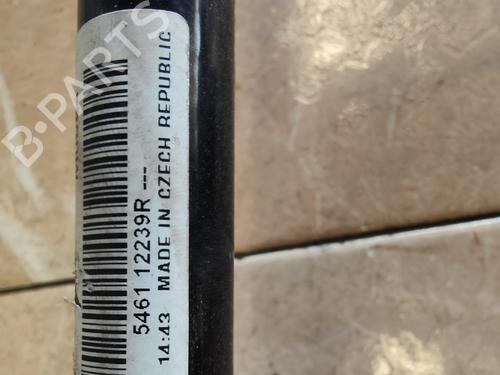 5461 12239R ---
14:43 MADE IN CZECH REPUBLIC
B-PARTS